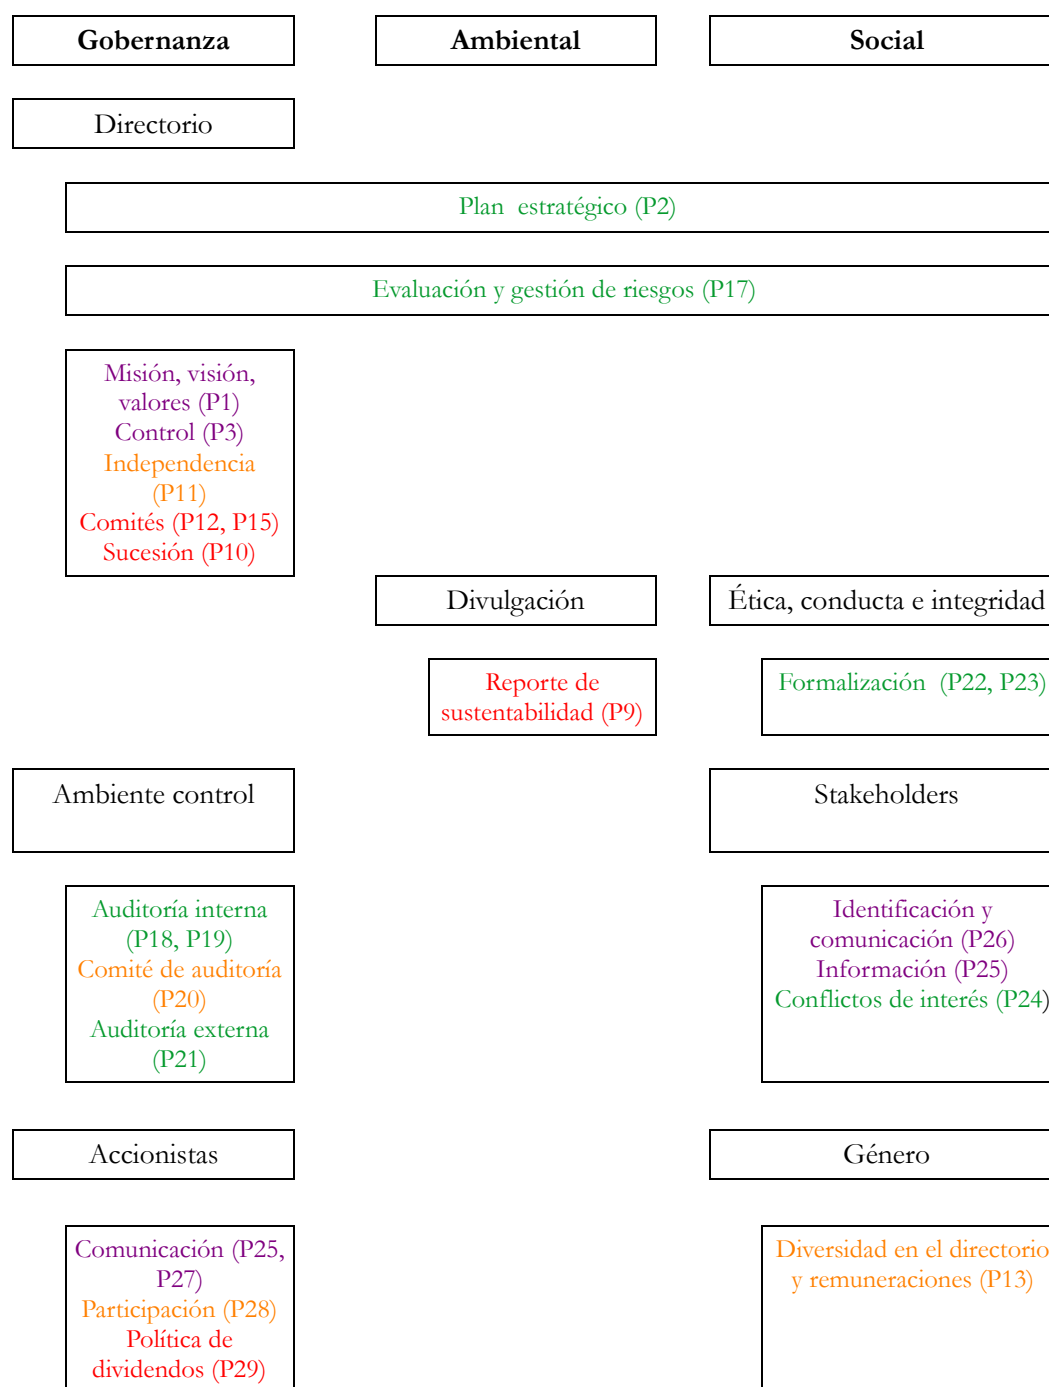 Gobernanza
Ambiental
Social
Directorio
Plan estratégico (P2)
Evaluación y gestión de riesgos (P17)
Misión, visión,
valores (P1)
Control (P3)
Independencia
(P11)
Comités (P12, P15)
Sucesión (P10)
Divulgación
Ética, conducta e integridad
Reporte de
sustentabilidad (P9)
Formalización (P22, P23)
Ambiente control
Stakeholders
Auditoría interna
(P18, P19)
Comité de auditoría
(P20)
Auditoría externa
(P21)
Identificación y
comunicación (P26)
Información (P25)
Conflictos de interés (P24)
Accionistas
Género
Comunicación (P25,
P27)
Participación (P28)
Política de
dividendos (P29)
Diversidad en el directorio
y remuneraciones (P13)